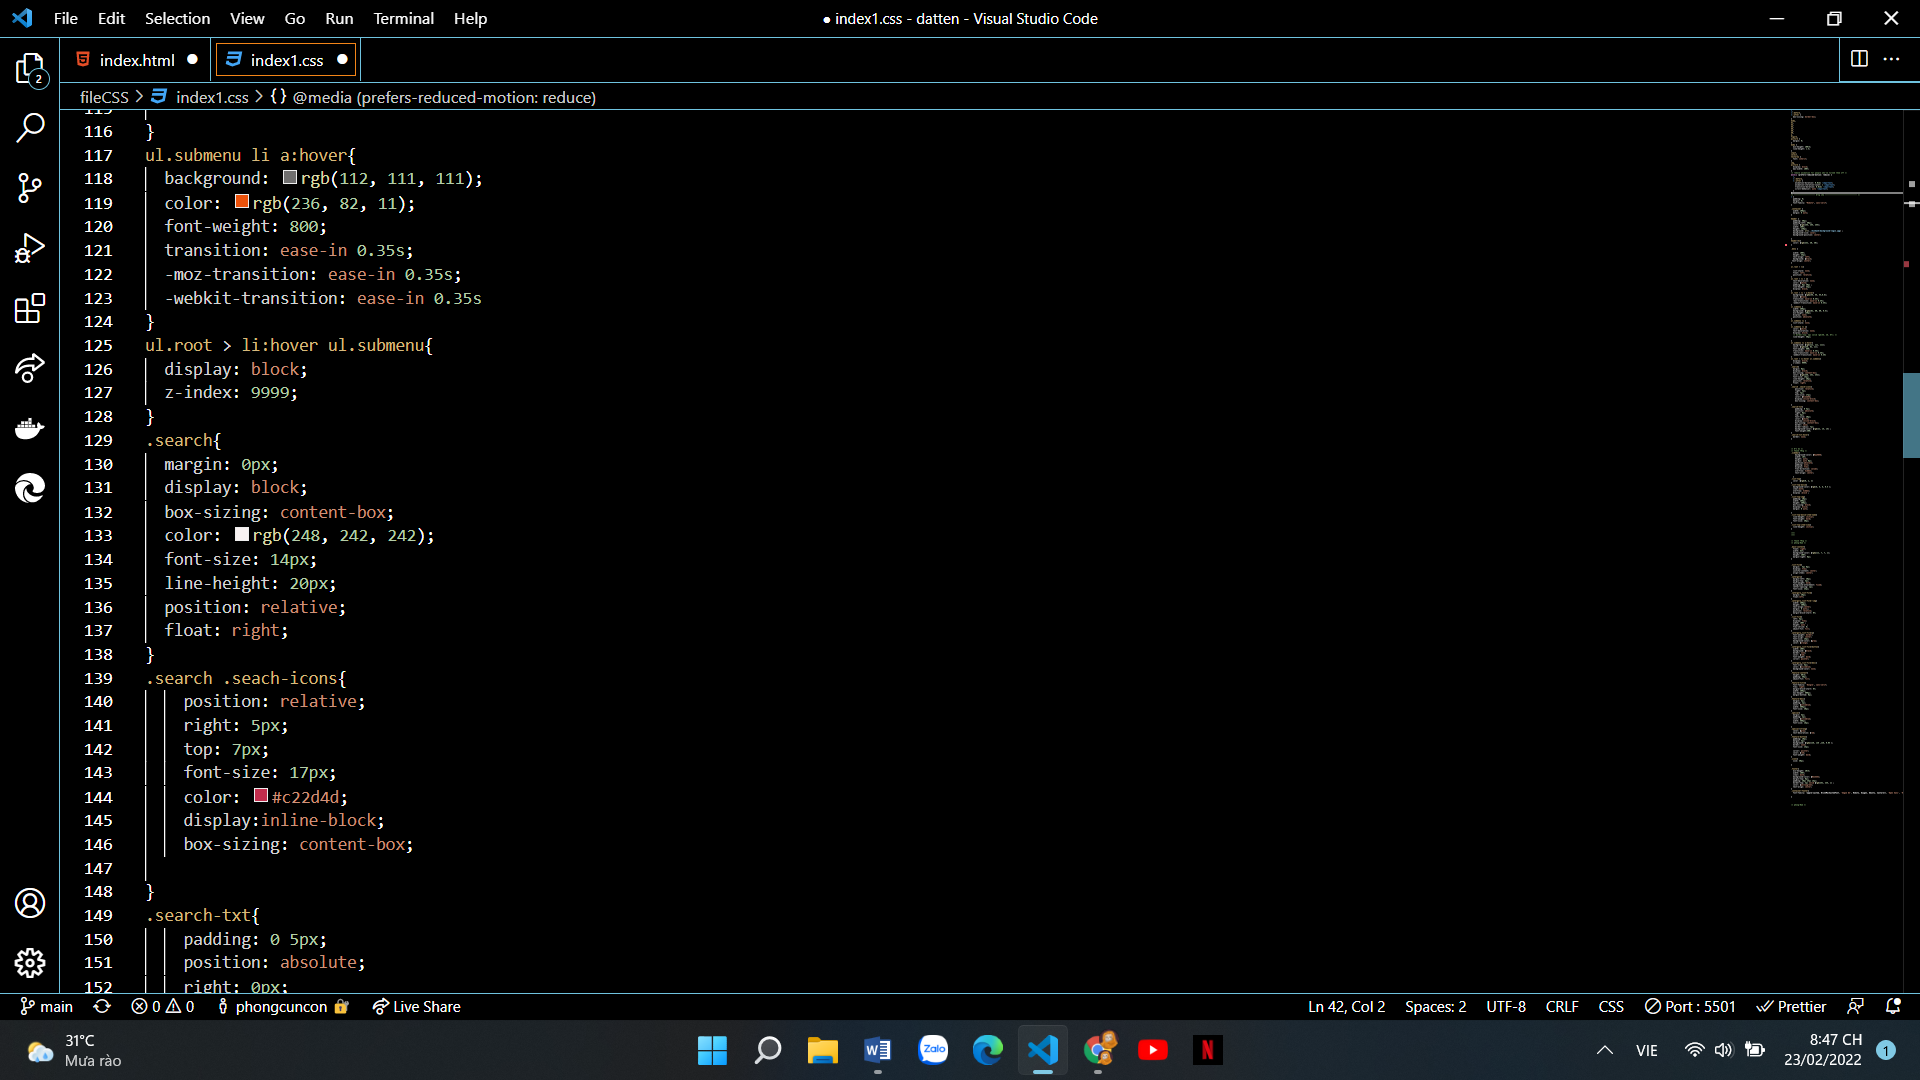 File Edit Selection View Go Run Terminal Help
● index1.css - datten - Visual Studio Code
index.html ●
index1.css ●
2
fileCSS > index1.css > {} @media (prefers-reduced-motion: reduce)
115
116 }
117 ul.submenu li a:hover{
118 background: rgb(112, 111, 111);
119 color: rgb(236, 82, 11);
120 font-weight: 800;
121 transition: ease-in 0.35s;
122 -moz-transition: ease-in 0.35s;
123 -webkit-transition: ease-in 0.35s
124 }
125 ul.root > li:hover ul.submenu{
126 display: block;
127 z-index: 9999;
128 }
129 .search{
130 margin: 0px;
131 display: block;
132 box-sizing: content-box;
133 color: rgb(248, 242, 242);
134 font-size: 14px;
135 line-height: 20px;
136 position: relative;
137 float: right;
138 }
139 .search .seach-icons{
140 position: relative;
141 right: 5px;
142 top: 7px;
143 font-size: 17px;
144 color: #c22d4d;
145 display:inline-block;
146 box-sizing: content-box;
147
148 }
149 .search-txt{
150 padding: 0 5px;
151 position: absolute;
152 right: 0px;
main 0 0 phongcuncon Live Share
Ln 42, Col 2 Spaces: 2 UTF-8 CRLF CSS Port : 5501 Prettier
31°C
Mưa rào
Zalo
VIE
8:47 CH
23/02/2022
1